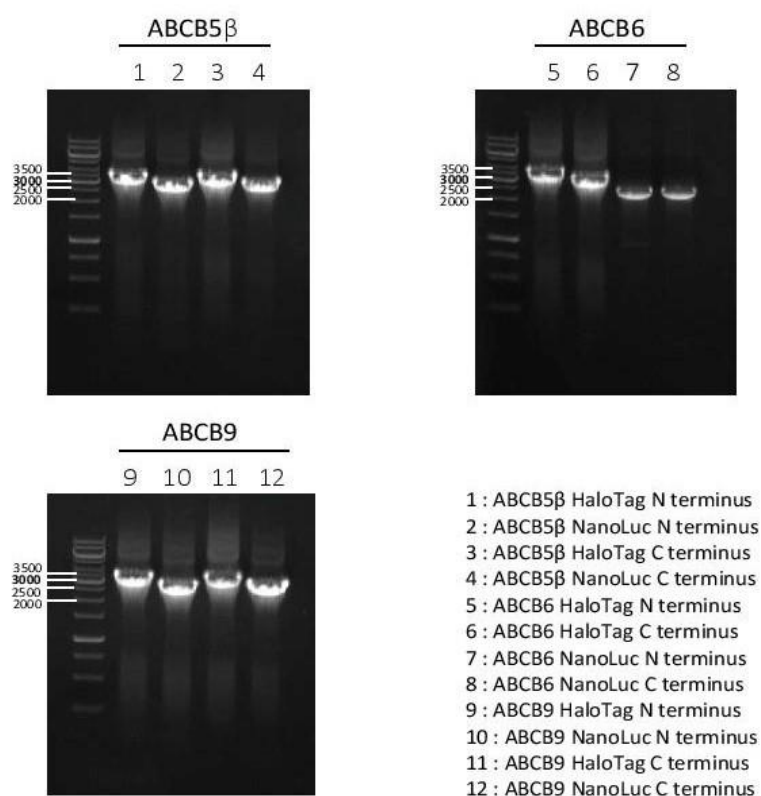 ABCB5β
1 2 3 4
3500
3000
2500
2000
ABCB6
5 6 7 8
3500
3000
2500
2000
ABCB9
9 10 11 12
3500
3000
2500
2000
1 : ABCB5β HaloTag N terminus
2 : ABCB5β NanoLuc N terminus
3 : ABCB5β HaloTag C terminus
4 : ABCB5β NanoLuc C terminus
5 : ABCB6 HaloTag N terminus
6 : ABCB6 HaloTag C terminus
7 : ABCB6 NanoLuc N terminus
8 : ABCB6 NanoLuc C terminus
9 : ABCB9 HaloTag N terminus
10 : ABCB9 NanoLuc N terminus
11 : ABCB9 HaloTag C terminus
12 : ABCB9 NanoLuc C terminus